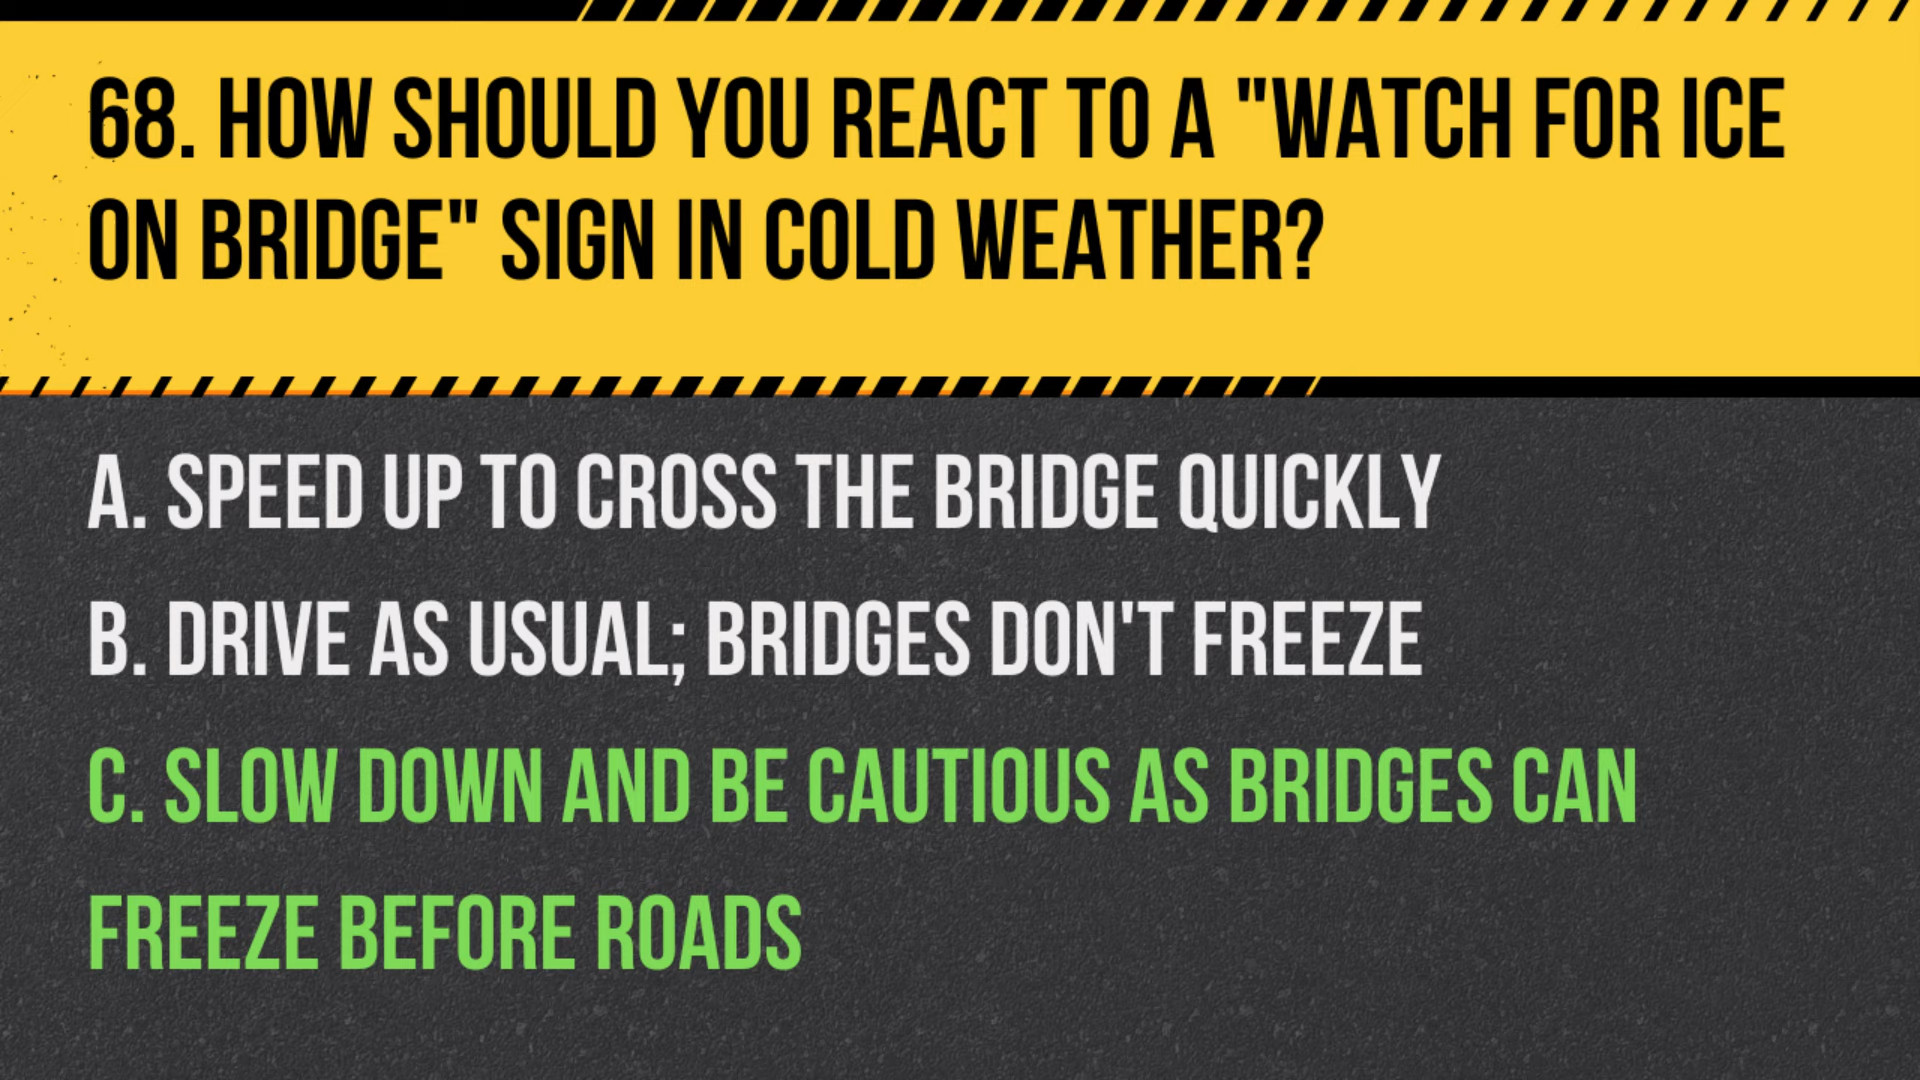 68. HOW SHOULD YOU REACT TO A "WATCH FOR ICE
ON BRIDGE" SIGN IN COLD WEATHER?
A. SPEED UP TO CROSS THE BRIDGE QUICKLY
B. DRIVE AS USUAL; BRIDGES DON'T FREEZE
C. SLOW DOWN AND BE CAUTIOUS AS BRIDGES CAN
FREEZE BEFORE ROADS